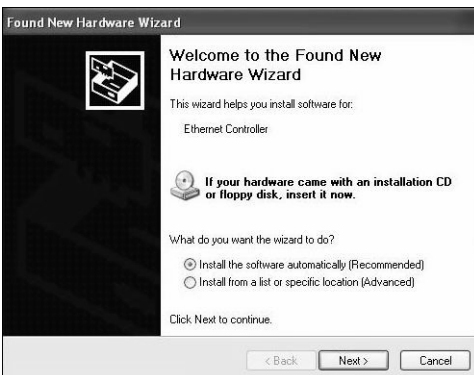 Found New Hardware Wizard
Welcome to the Found New
Hardware Wizard
This wizard helps you install software for:
Ethernet Controller
If your hardware came with an installation CD
or floppy disk, insert it now.
What do you want the wizard to do?
Install the software automatically (Recommended)
Install from a list or specific location (Advanced)
Click Next to continue.
< Back Next > Cancel